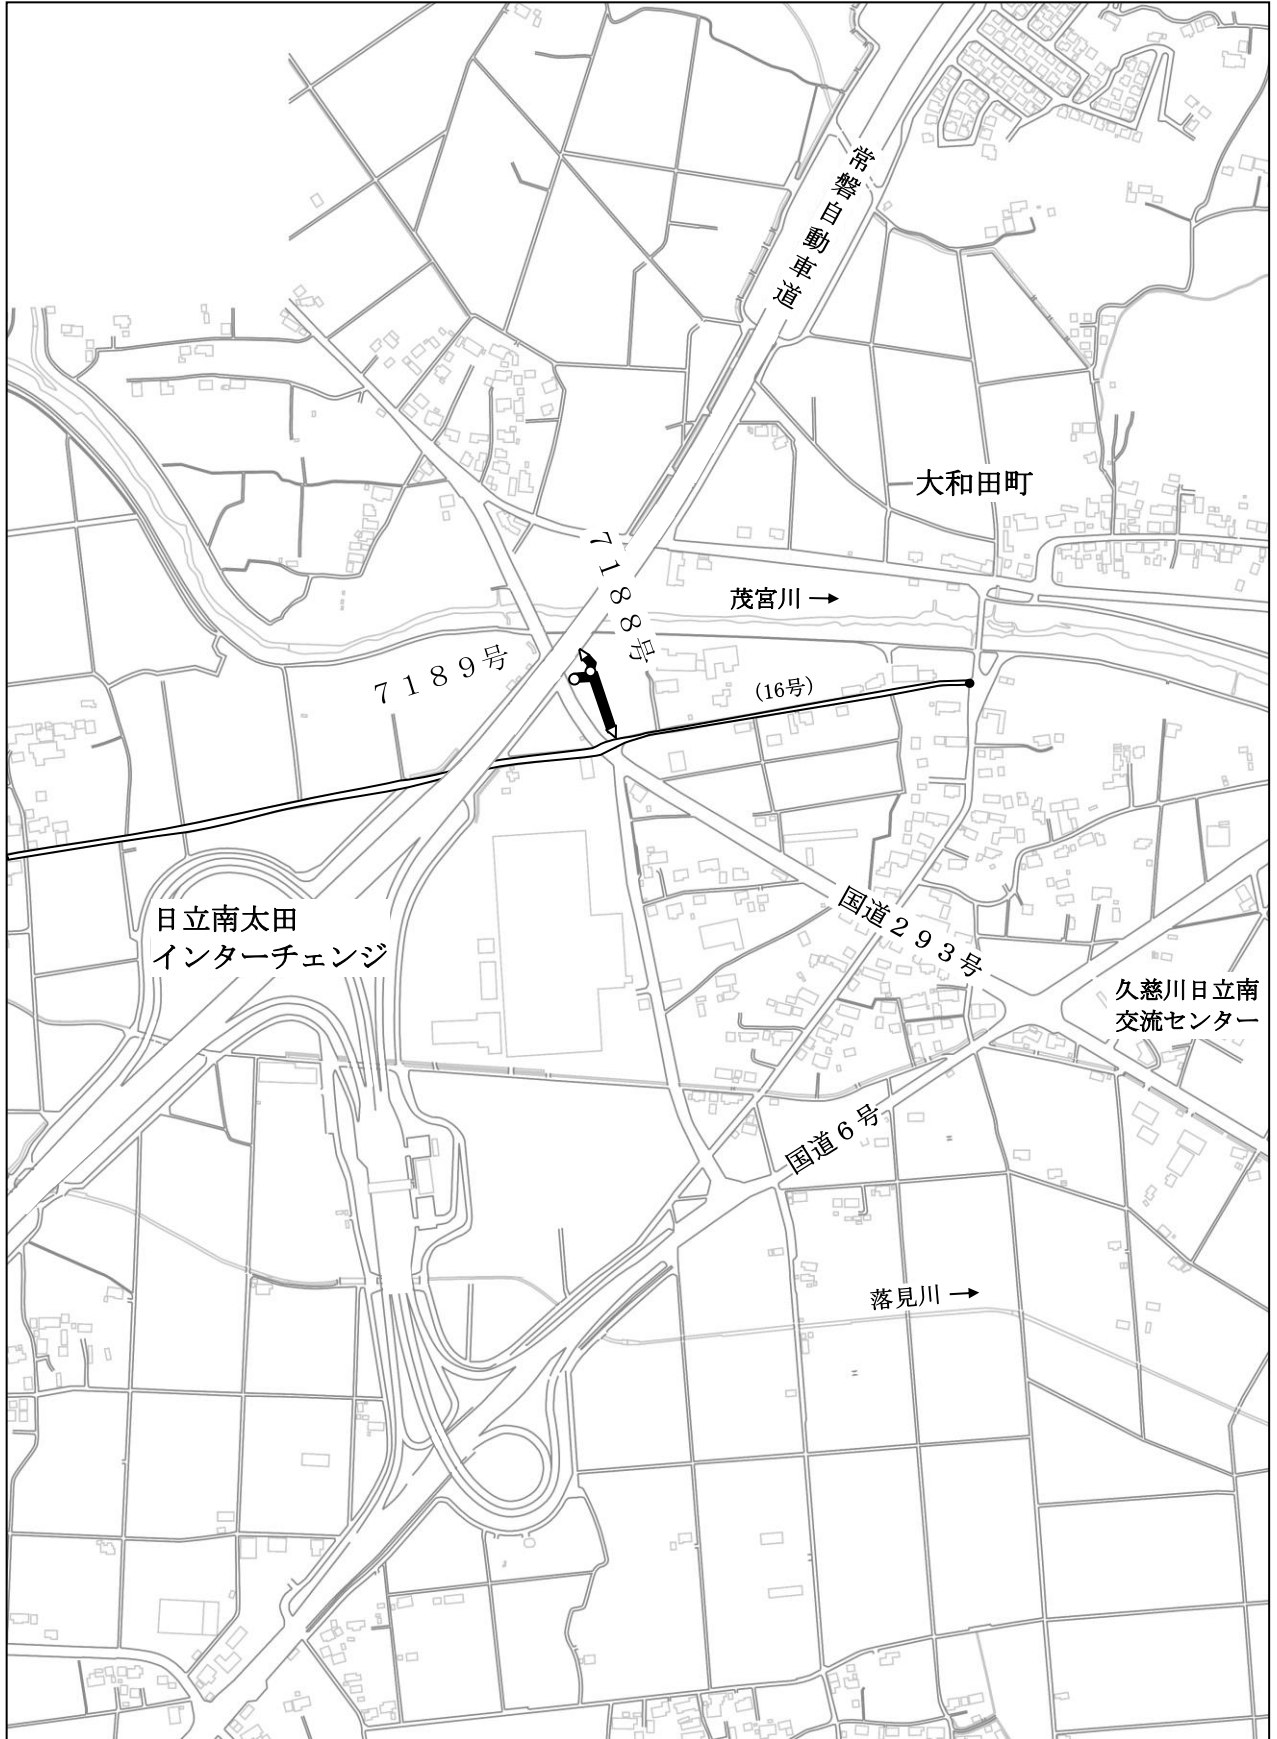 常磐自動車道
大和田町
7188号
茂宮川→
7189号
(16号)
国道293号
日立南太田
インターチェンジ
久慈川日立南
交流センター
国道6号
落見川→